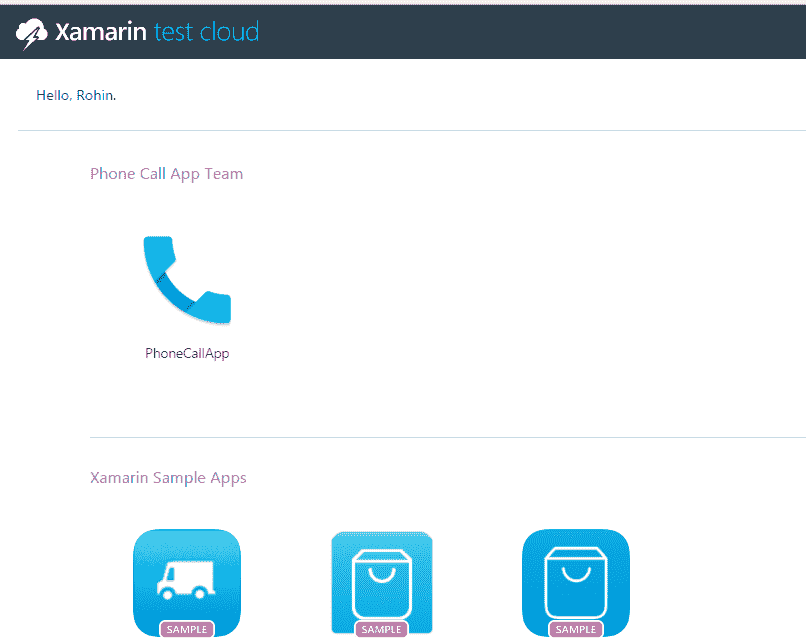 Xamarin test cloud
Hello, Rohin.
Phone Call App Team
PhoneCallApp
Xamarin Sample Apps
SAMPLE SAMPLE SAMPLE